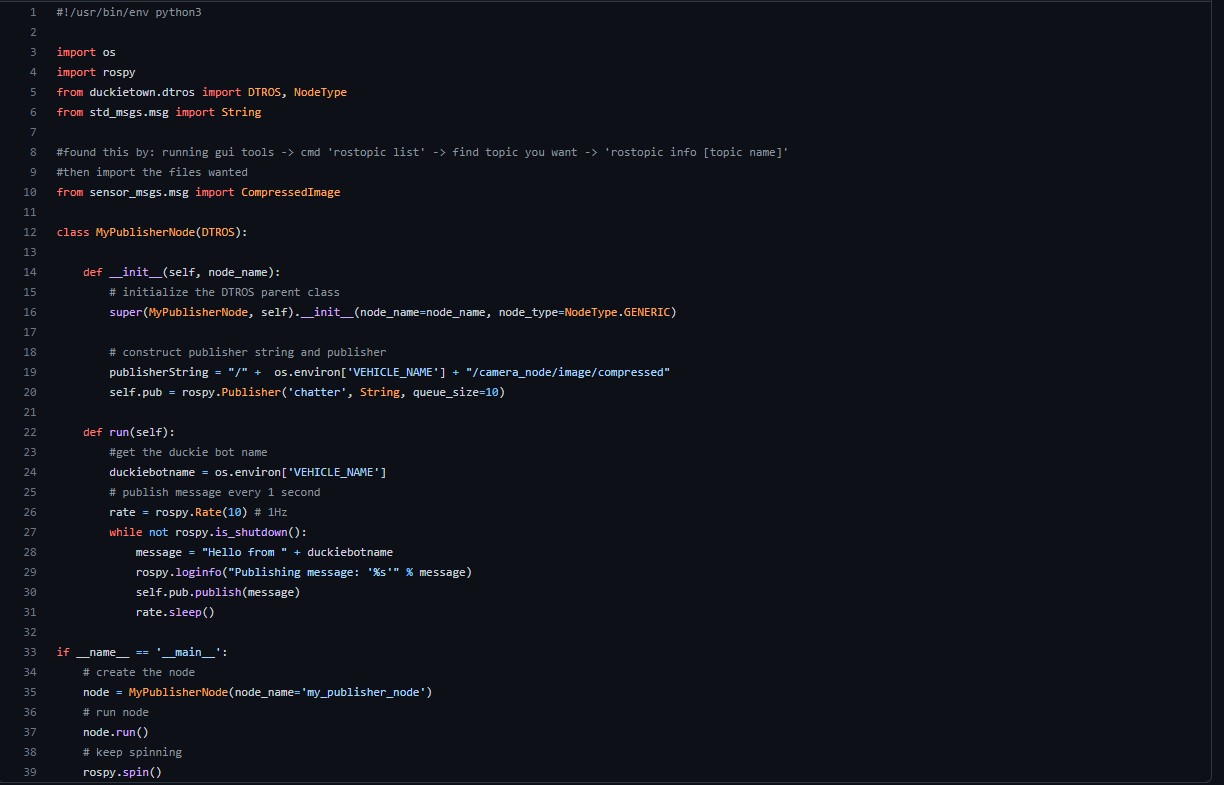 1 #!/usr/bin/env python3
2
3 import os
4 import rospy
5 from duckietown.dtros import DTROS, NodeType
6 from std_msgs.msg import String
7
8 #found this by: running gui tools -> cmd 'rostopic list' -> find topic you want -> 'rostopic info [topic name]'
9 #then import the files wanted
10 from sensor_msgs.msg import CompressedImage
11
12 class MyPublisherNode(DTROS):
13
14     def __init__(self, node_name):
15         # initialize the DTROS parent class
16         super(MyPublisherNode, self).__init__(node_name=node_name, node_type=NodeType.GENERIC)
17
18         # construct publisher string and publisher
19         publisherString = "/" +  os.environ['VEHICLE_NAME'] + "/camera_node/image/compressed"
20         self.pub = rospy.Publisher('chatter', String, queue_size=10)
21
22     def run(self):
23         #get the duckie bot name
24         duckiebotname = os.environ['VEHICLE_NAME']
25         # publish message every 1 second
26         rate = rospy.Rate(10) # 1Hz
27         while not rospy.is_shutdown():
28             message = "Hello from " + duckiebotname
29             rospy.loginfo("Publishing message: '%s'" % message)
30             self.pub.publish(message)
31             rate.sleep()
32
33 if __name__ == '__main__':
34     # create the node
35     node = MyPublisherNode(node_name='my_publisher_node')
36     # run node
37     node.run()
38     # keep spinning
39     rospy.spin()